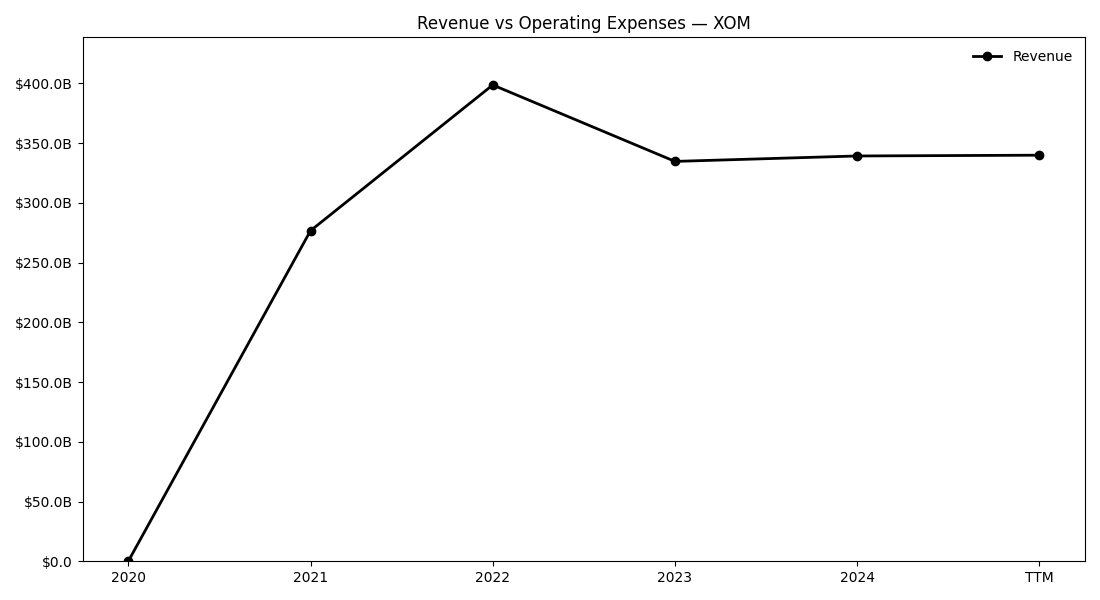 Revenue vs Operating Expenses — XOM
Revenue
$400.0B
$350.0B
$300.0B
$250.0B
$200.0B
$150.0B
$100.0B
$50.0B
$0.0
2020 2021 2022 2023 2024 TTM